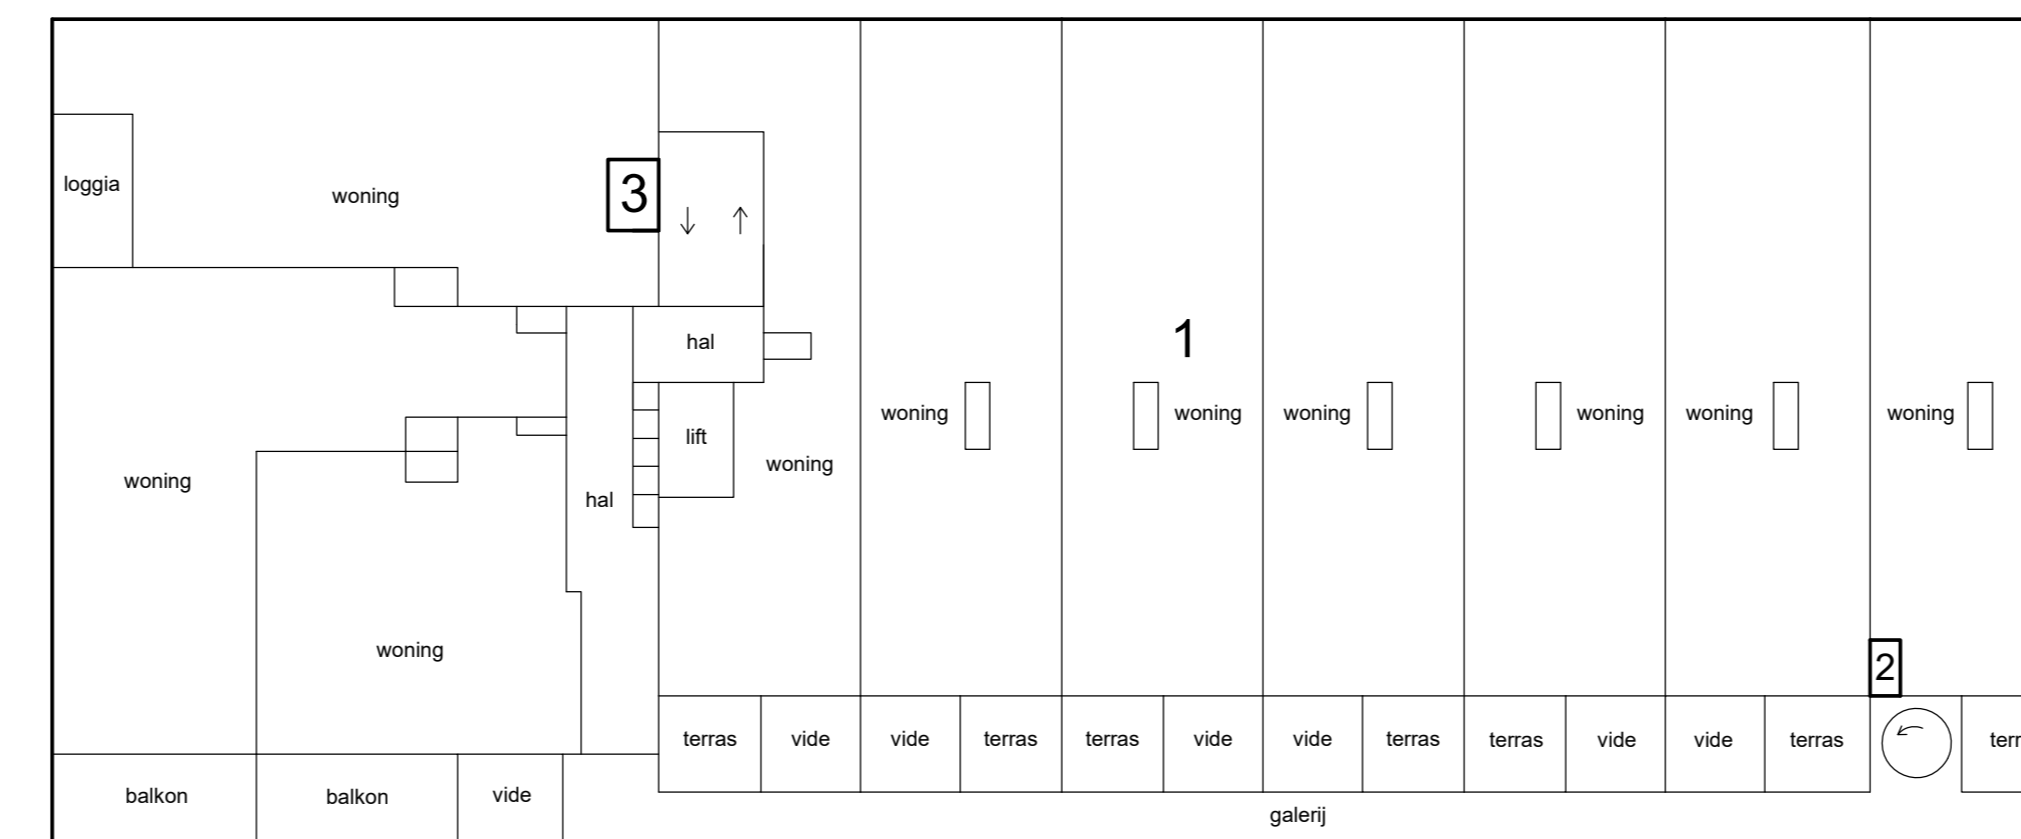 loggia
woning
3
hal
1
lift
woning
woning
woning
woning
woning
woning
woning
woning
hal
woning
2
terras
vide
vide
terras
terras
vide
vide
terras
terras
vide
vide
terras
terr
balkon
balkon
vide
galerij